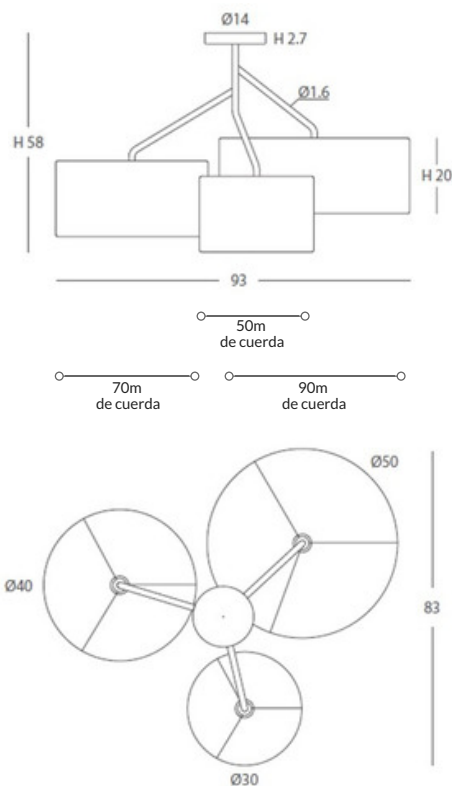 Ø14
H 2.7
Ø1.6
H 58
H 20
93
50m
de cuerda
70m
de cuerda
90m
de cuerda
Ø50
Ø40
83
Ø30